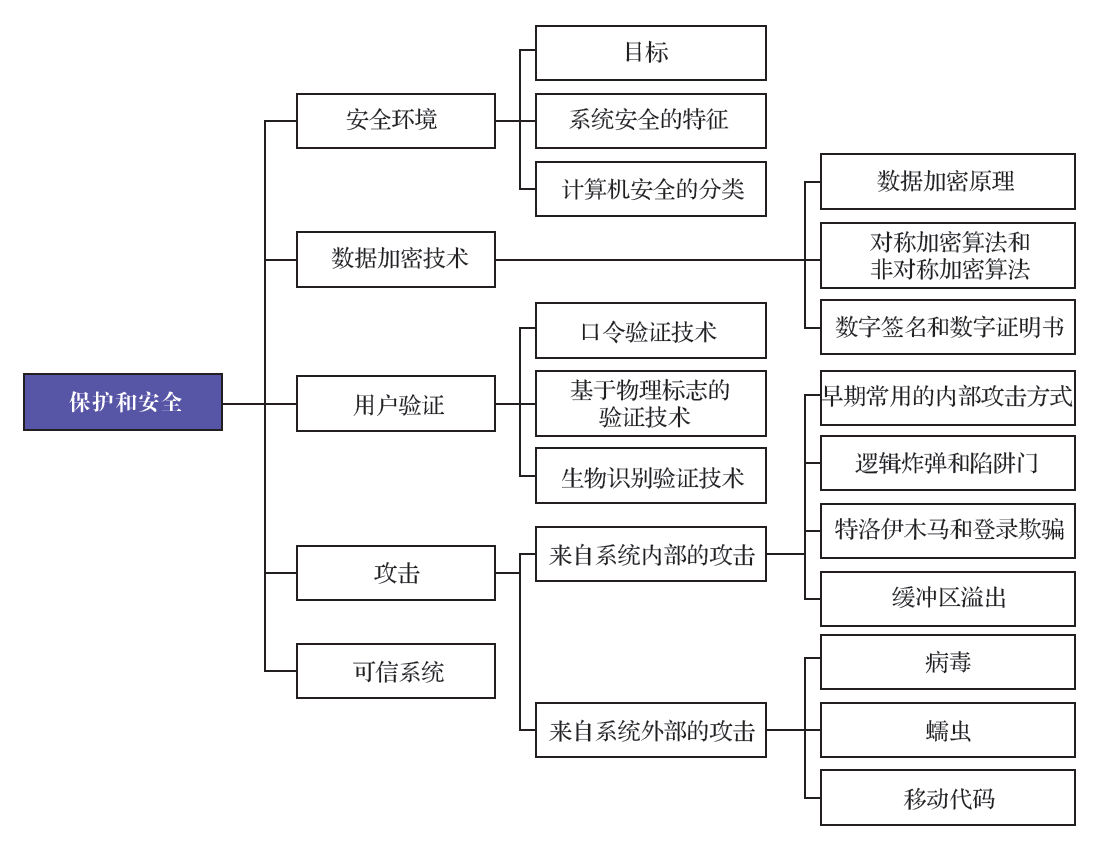 保护和安全
安全环境
目标
系统安全的特征
计算机安全的分类
数据加密技术
数据加密原理
对称加密算法和
非对称加密算法
数字签名和数字证明书
用户验证
口令验证技术
基于物理标志的
验证技术
生物识别验证技术
攻击
来自系统内部的攻击
早期常用的内部攻击方式
逻辑炸弹和陷阱门
特洛伊木马和登录欺骗
缓冲区溢出
来自系统外部的攻击
病毒
蠕虫
移动代码
可信系统